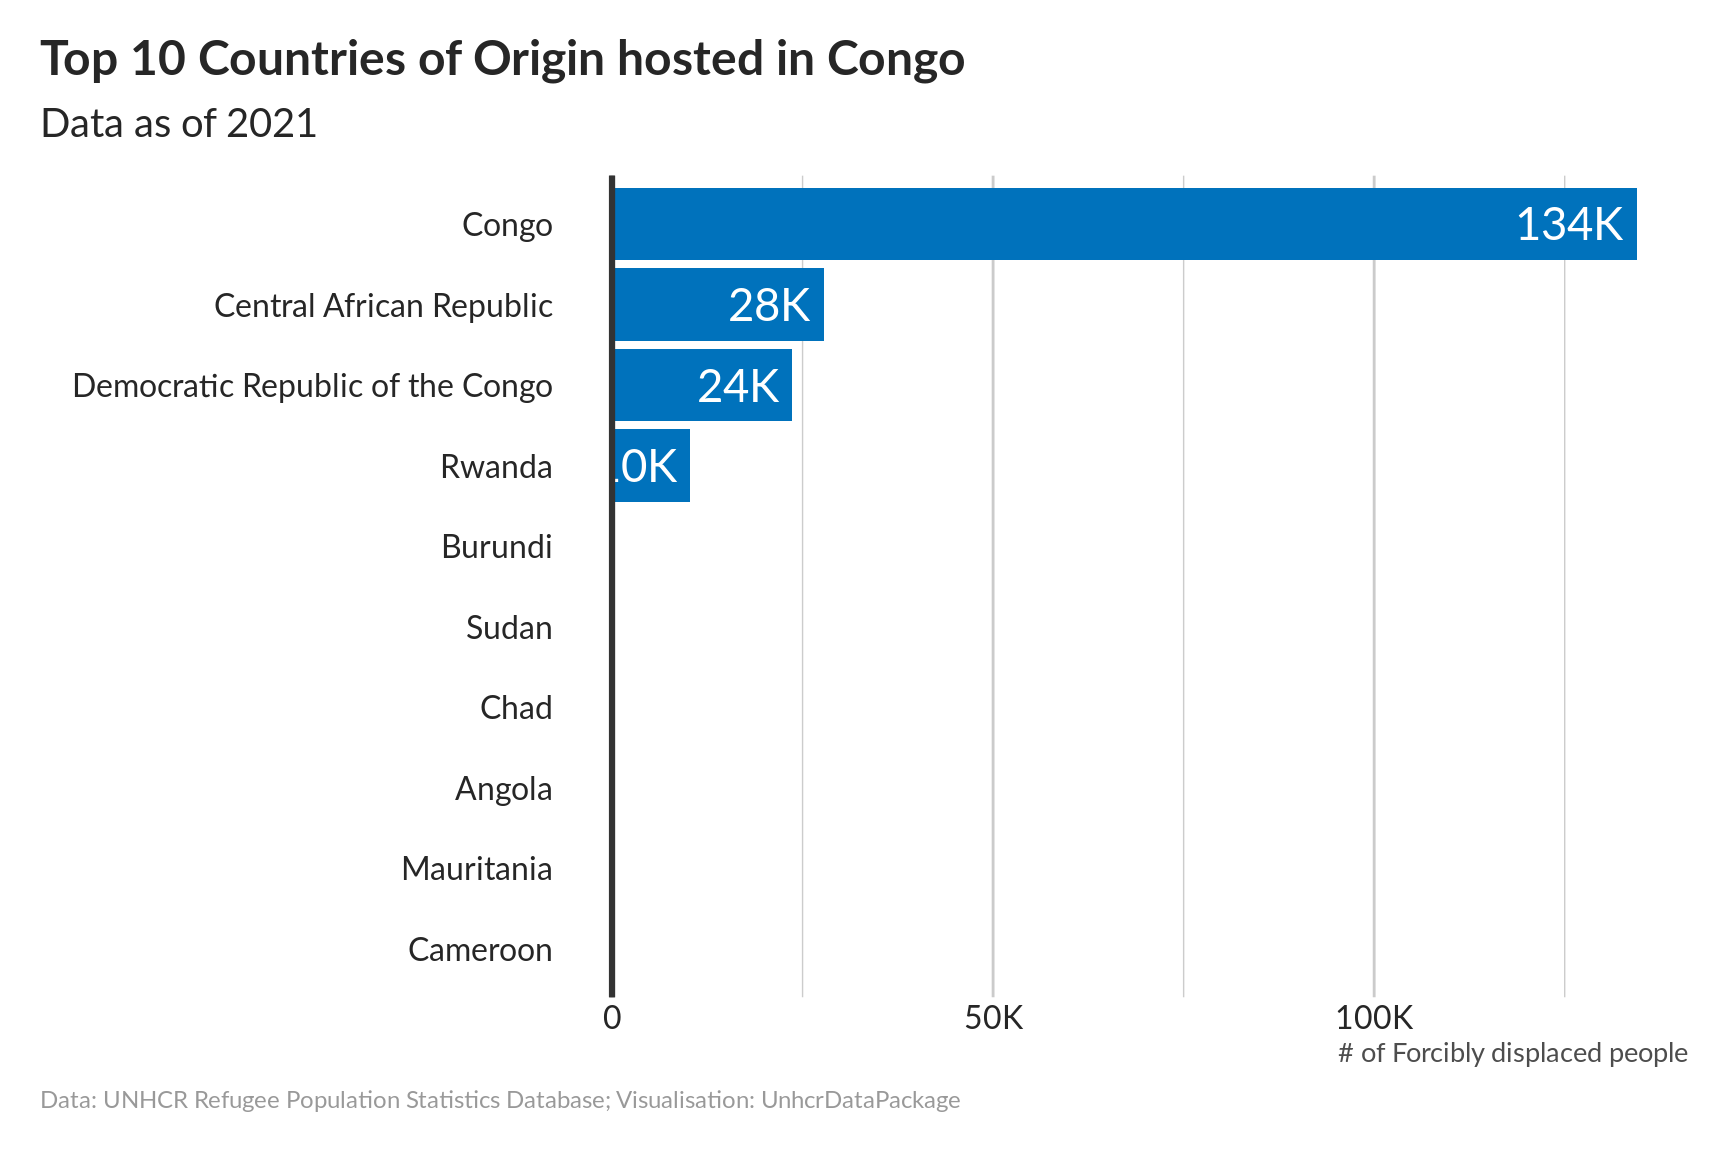 Top 10 Countries of Origin hosted in Congo
Data as of 2021
Congo 134K
Central African Republic 28K
Democratic Republic of the Congo 24K
Rwanda 0K
Burundi
Sudan
Chad
Angola
Mauritania
Cameroon
0 50K 100K
# of Forcibly displaced people
Data: UNHCR Refugee Population Statistics Database; Visualisation: UnhcrDataPackage